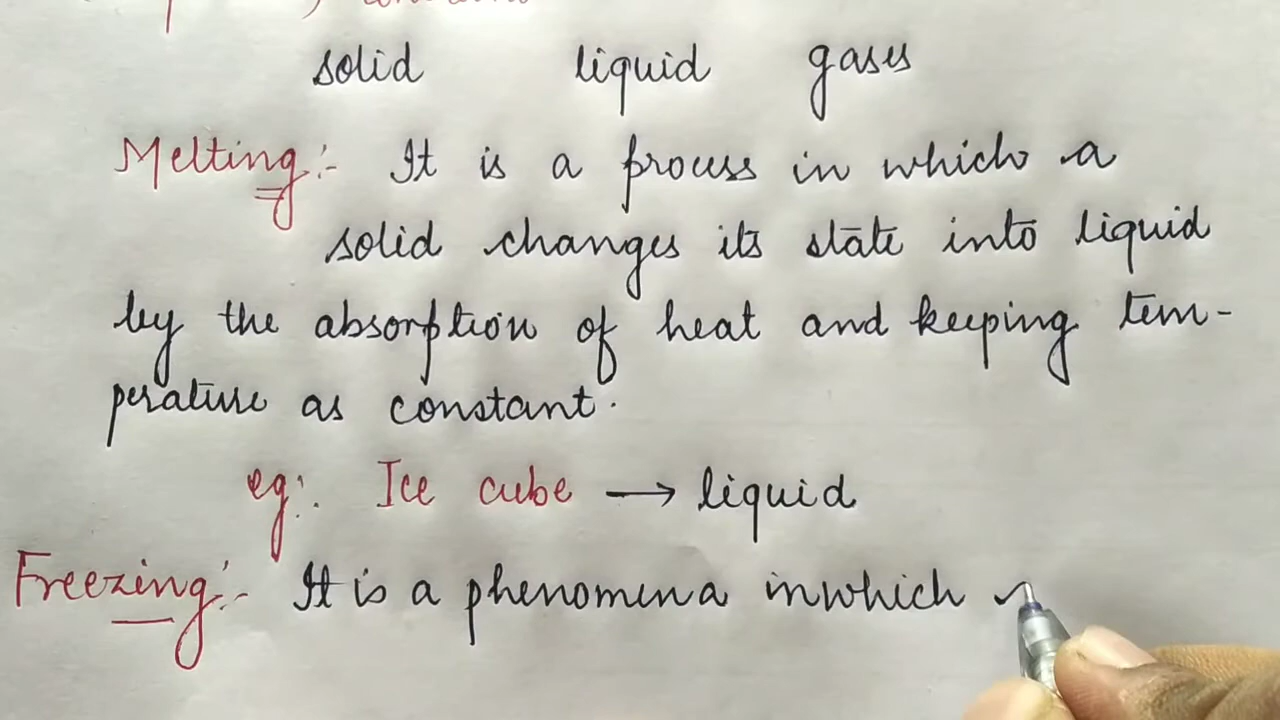 solid liquid gases
Melting:- It is a process in which a
solid changes its state into liquid
by the absorption of heat and keeping tem-
perature as constant.
eg:. Ice cube → liquid
Freezing:- It is a phenomena inwhich